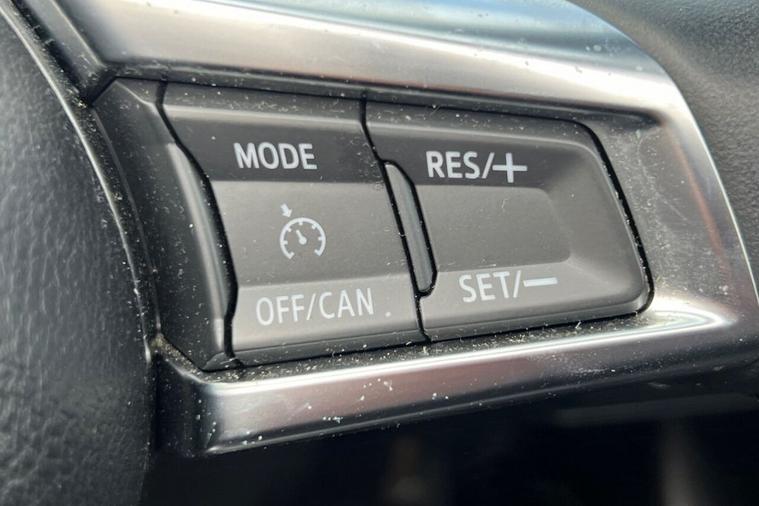 MODE
RES/+
OFF/CAN
SET/−